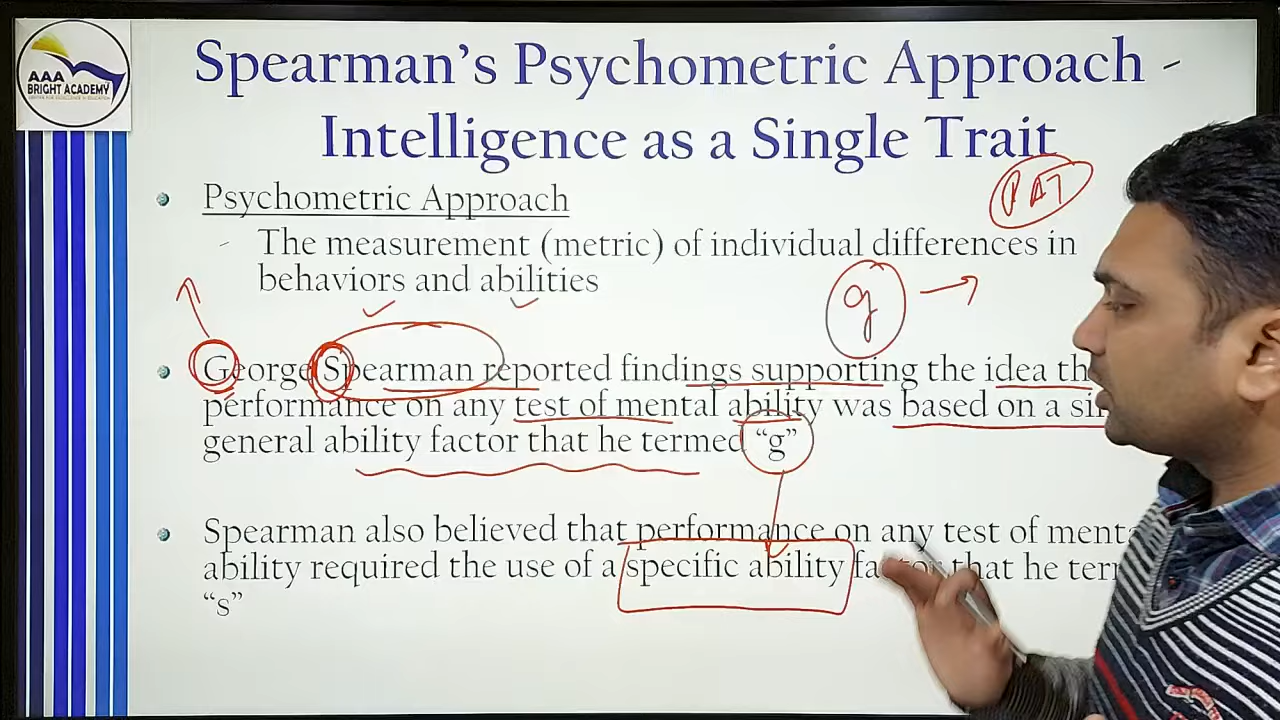 AAA
BRIGHT ACADEMY
Spearman's Psychometric Approach -
Intelligence as a Single Trait
PAT
Psychometric Approach
- The measurement (metric) of individual differences in
behaviors and abilities
g
George Spearman reported findings supporting the idea th
performance on any test of mental ability was based on a si
general ability factor that he termed "g"
Spearman also believed that performance on any test of menta
ability required the use of a specific ability factor that he ter
"s"